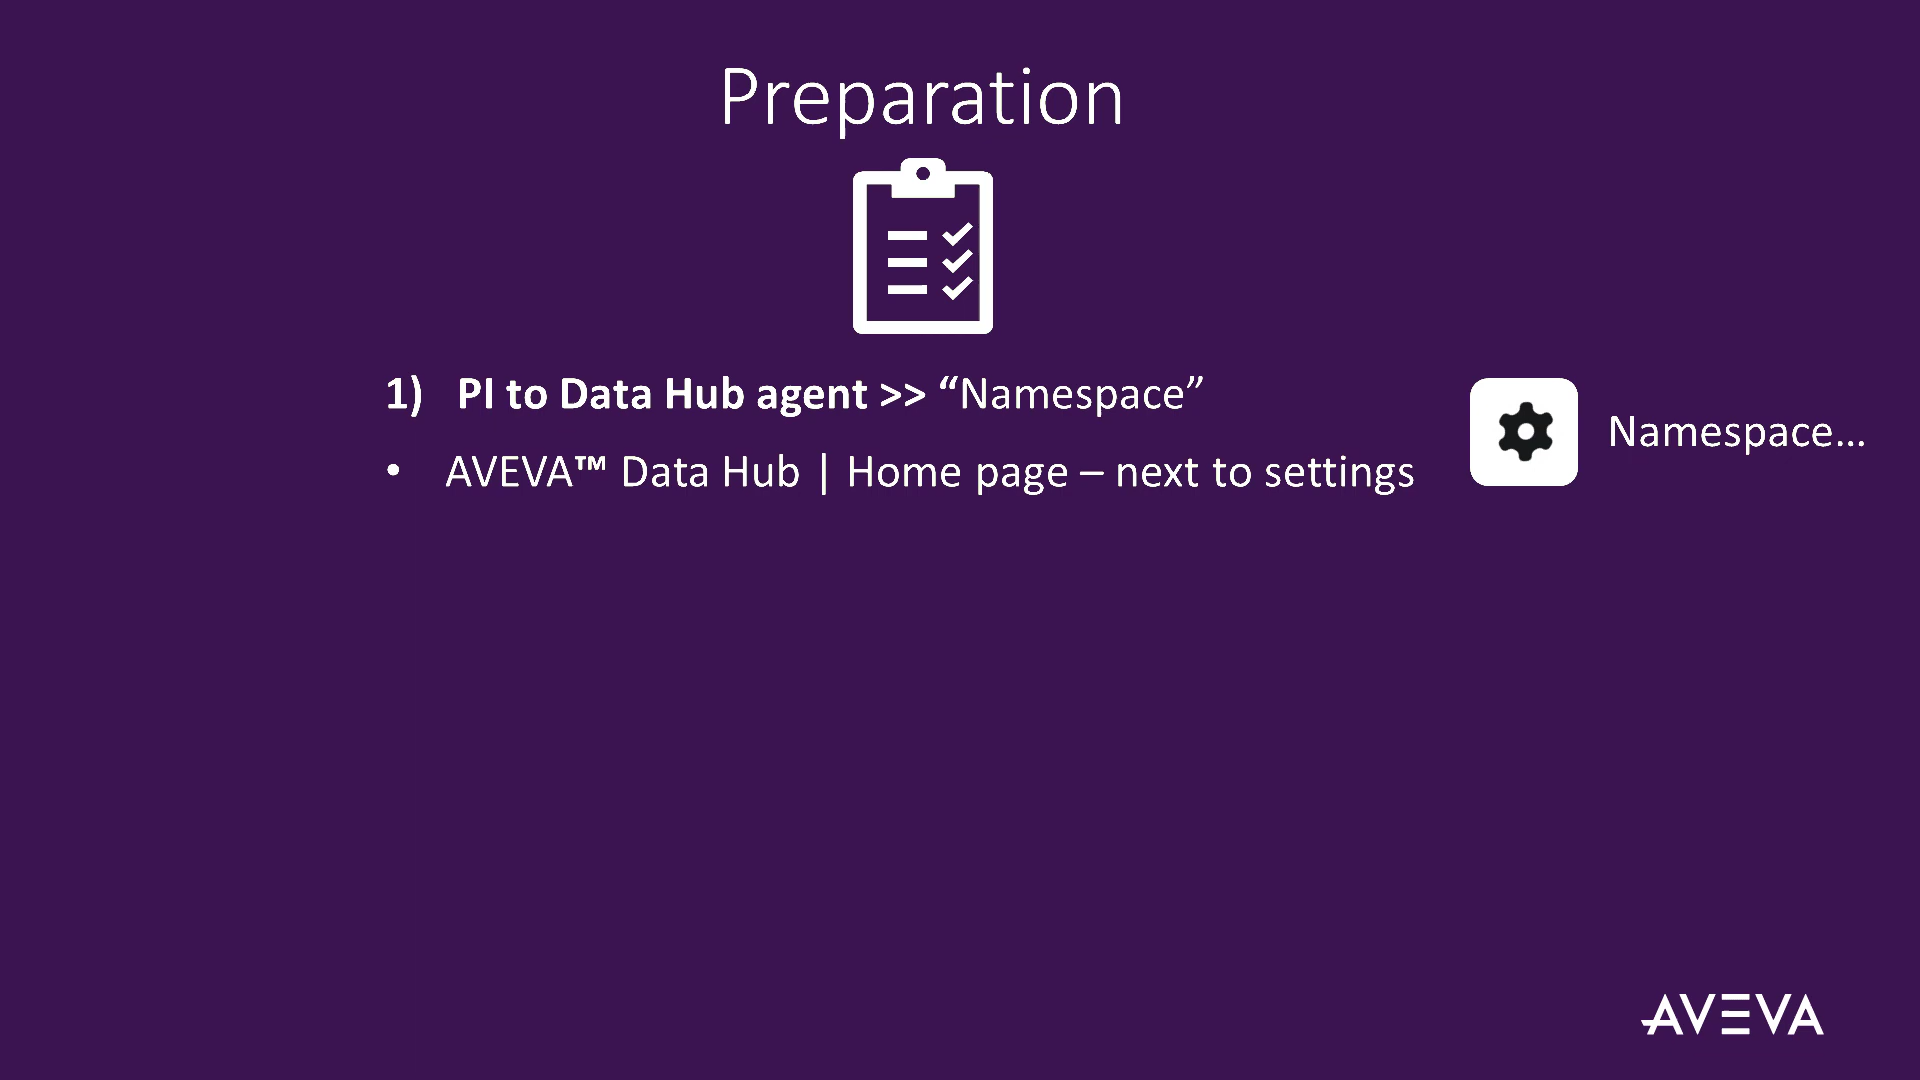 Preparation
1) PI to Data Hub agent >> “Namespace”
• AVEVA™ Data Hub | Home page – next to settings
Namespace...
AVEVA